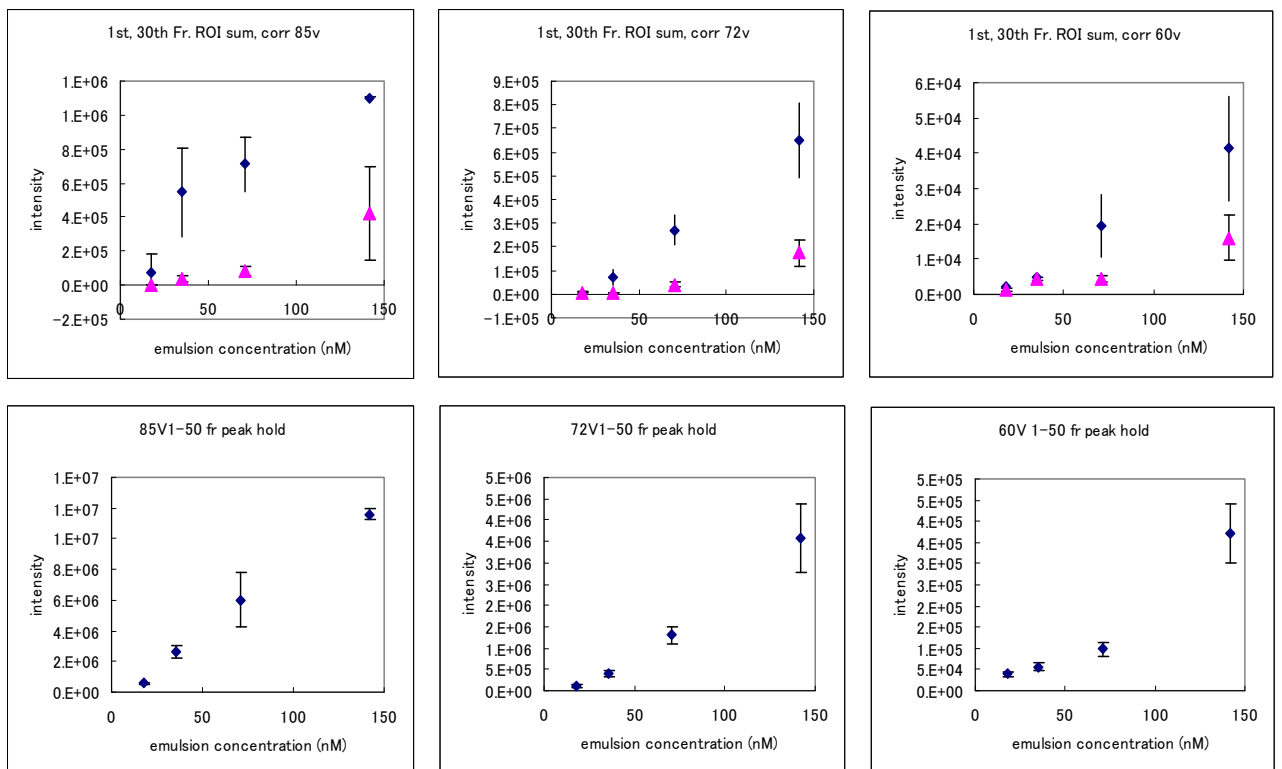 1st, 30th Fr. ROI sum, corr 85v
1.E+06
1.E+06
8.E+05
6.E+05
4.E+05
2.E+05
0.E+00
-2.E+05
0
50
100
150
intensity
emulsion concentration (nM)
1st, 30th Fr. ROI sum, corr 72v
9.E+05
8.E+05
7.E+05
6.E+05
5.E+05
4.E+05
3.E+05
2.E+05
1.E+05
0.E+00
-1.E+05
0
50
100
150
intensity
emulsion concentration (nM)
1st, 30th Fr. ROI sum, corr 60v
6.E+04
5.E+04
4.E+04
3.E+04
2.E+04
1.E+04
0.E+00
0
50
100
150
intensity
emulsion concentration (nM)
85V1-50 fr peak hold
1.E+07
1.E+07
1.E+07
8.E+06
6.E+06
4.E+06
2.E+06
0.E+00
0
50
100
150
intensity
emulsion concentration (nM)
72V1-50 fr peak hold
5.E+06
5.E+06
4.E+06
4.E+06
3.E+06
3.E+06
2.E+06
2.E+06
1.E+06
5.E+05
0.E+00
0
50
100
150
intensity
emulsion concentration (nM)
60V 1-50 fr peak hold
5.E+05
5.E+05
4.E+05
4.E+05
3.E+05
3.E+05
2.E+05
2.E+05
1.E+05
5.E+04
0.E+00
0
50
100
150
intensity
emulsion concentration (nM)